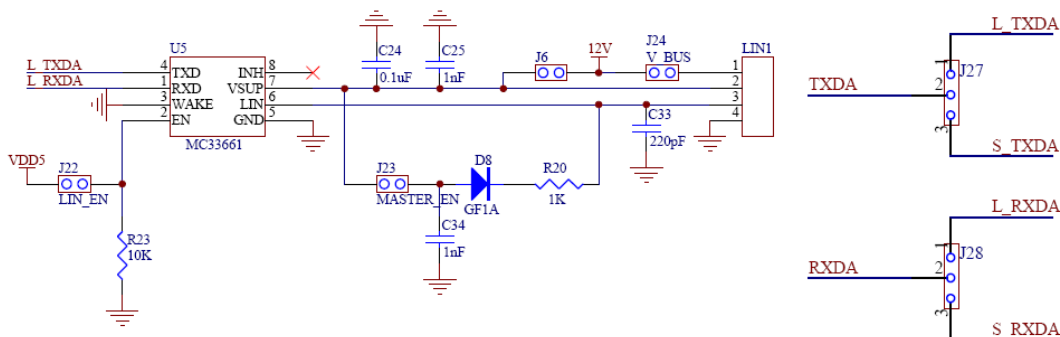 L_TXDA
L_RXDA
U5
4
1
3
2
TXD
RXD
WAKE
EN
INH
VSUP
LIN
GND
8
7
6
5
MC33661
C24
0.1uF
C25
1nF
J6
12V
J24
V_BUS
LIN1
1
2
3
4
C33
220pF
VDD5
J22
LIN_EN
R23
10K
J23
MASTER_EN
D8
GF1A
R20
1K
C34
1nF
L_TXDA
TXDA
1
2
3
J27
S_TXDA
L_RXDA
RXDA
1
2
3
J28
S_RXDA